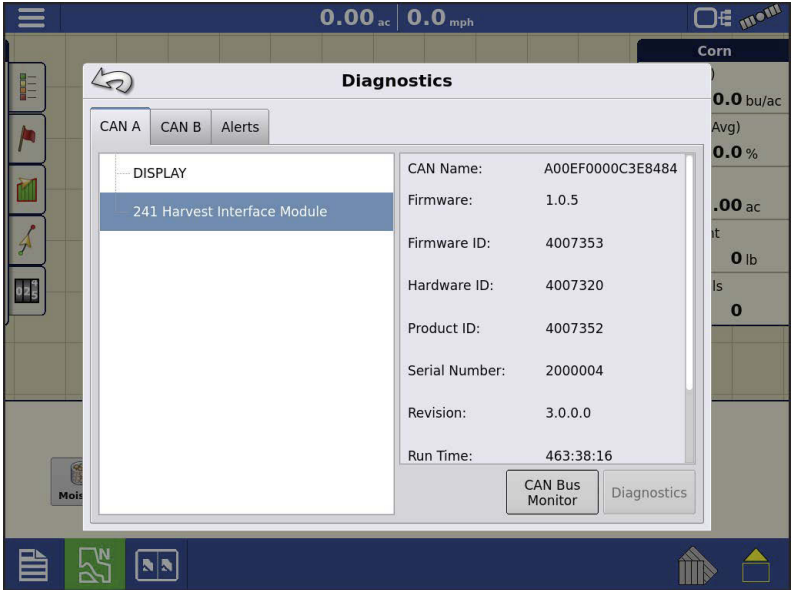 0.00 ac 0.0 mph
Corn
Diagnostics
)
0.0 bu/ac
CAN A CAN B Alerts
Avg)
0.0 %
DISPLAY
241 Harvest Interface Module
CAN Name: A00EF0000C3E8484
Firmware: 1.0.5
.00 ac
Firmware ID: 4007353
0 lb
Hardware ID: 4007320
ls
0
Product ID: 4007352
Serial Number: 2000004
Revision: 3.0.0.0
Run Time: 463:38:16
Mois
CAN Bus
Monitor
Diagnostics
N